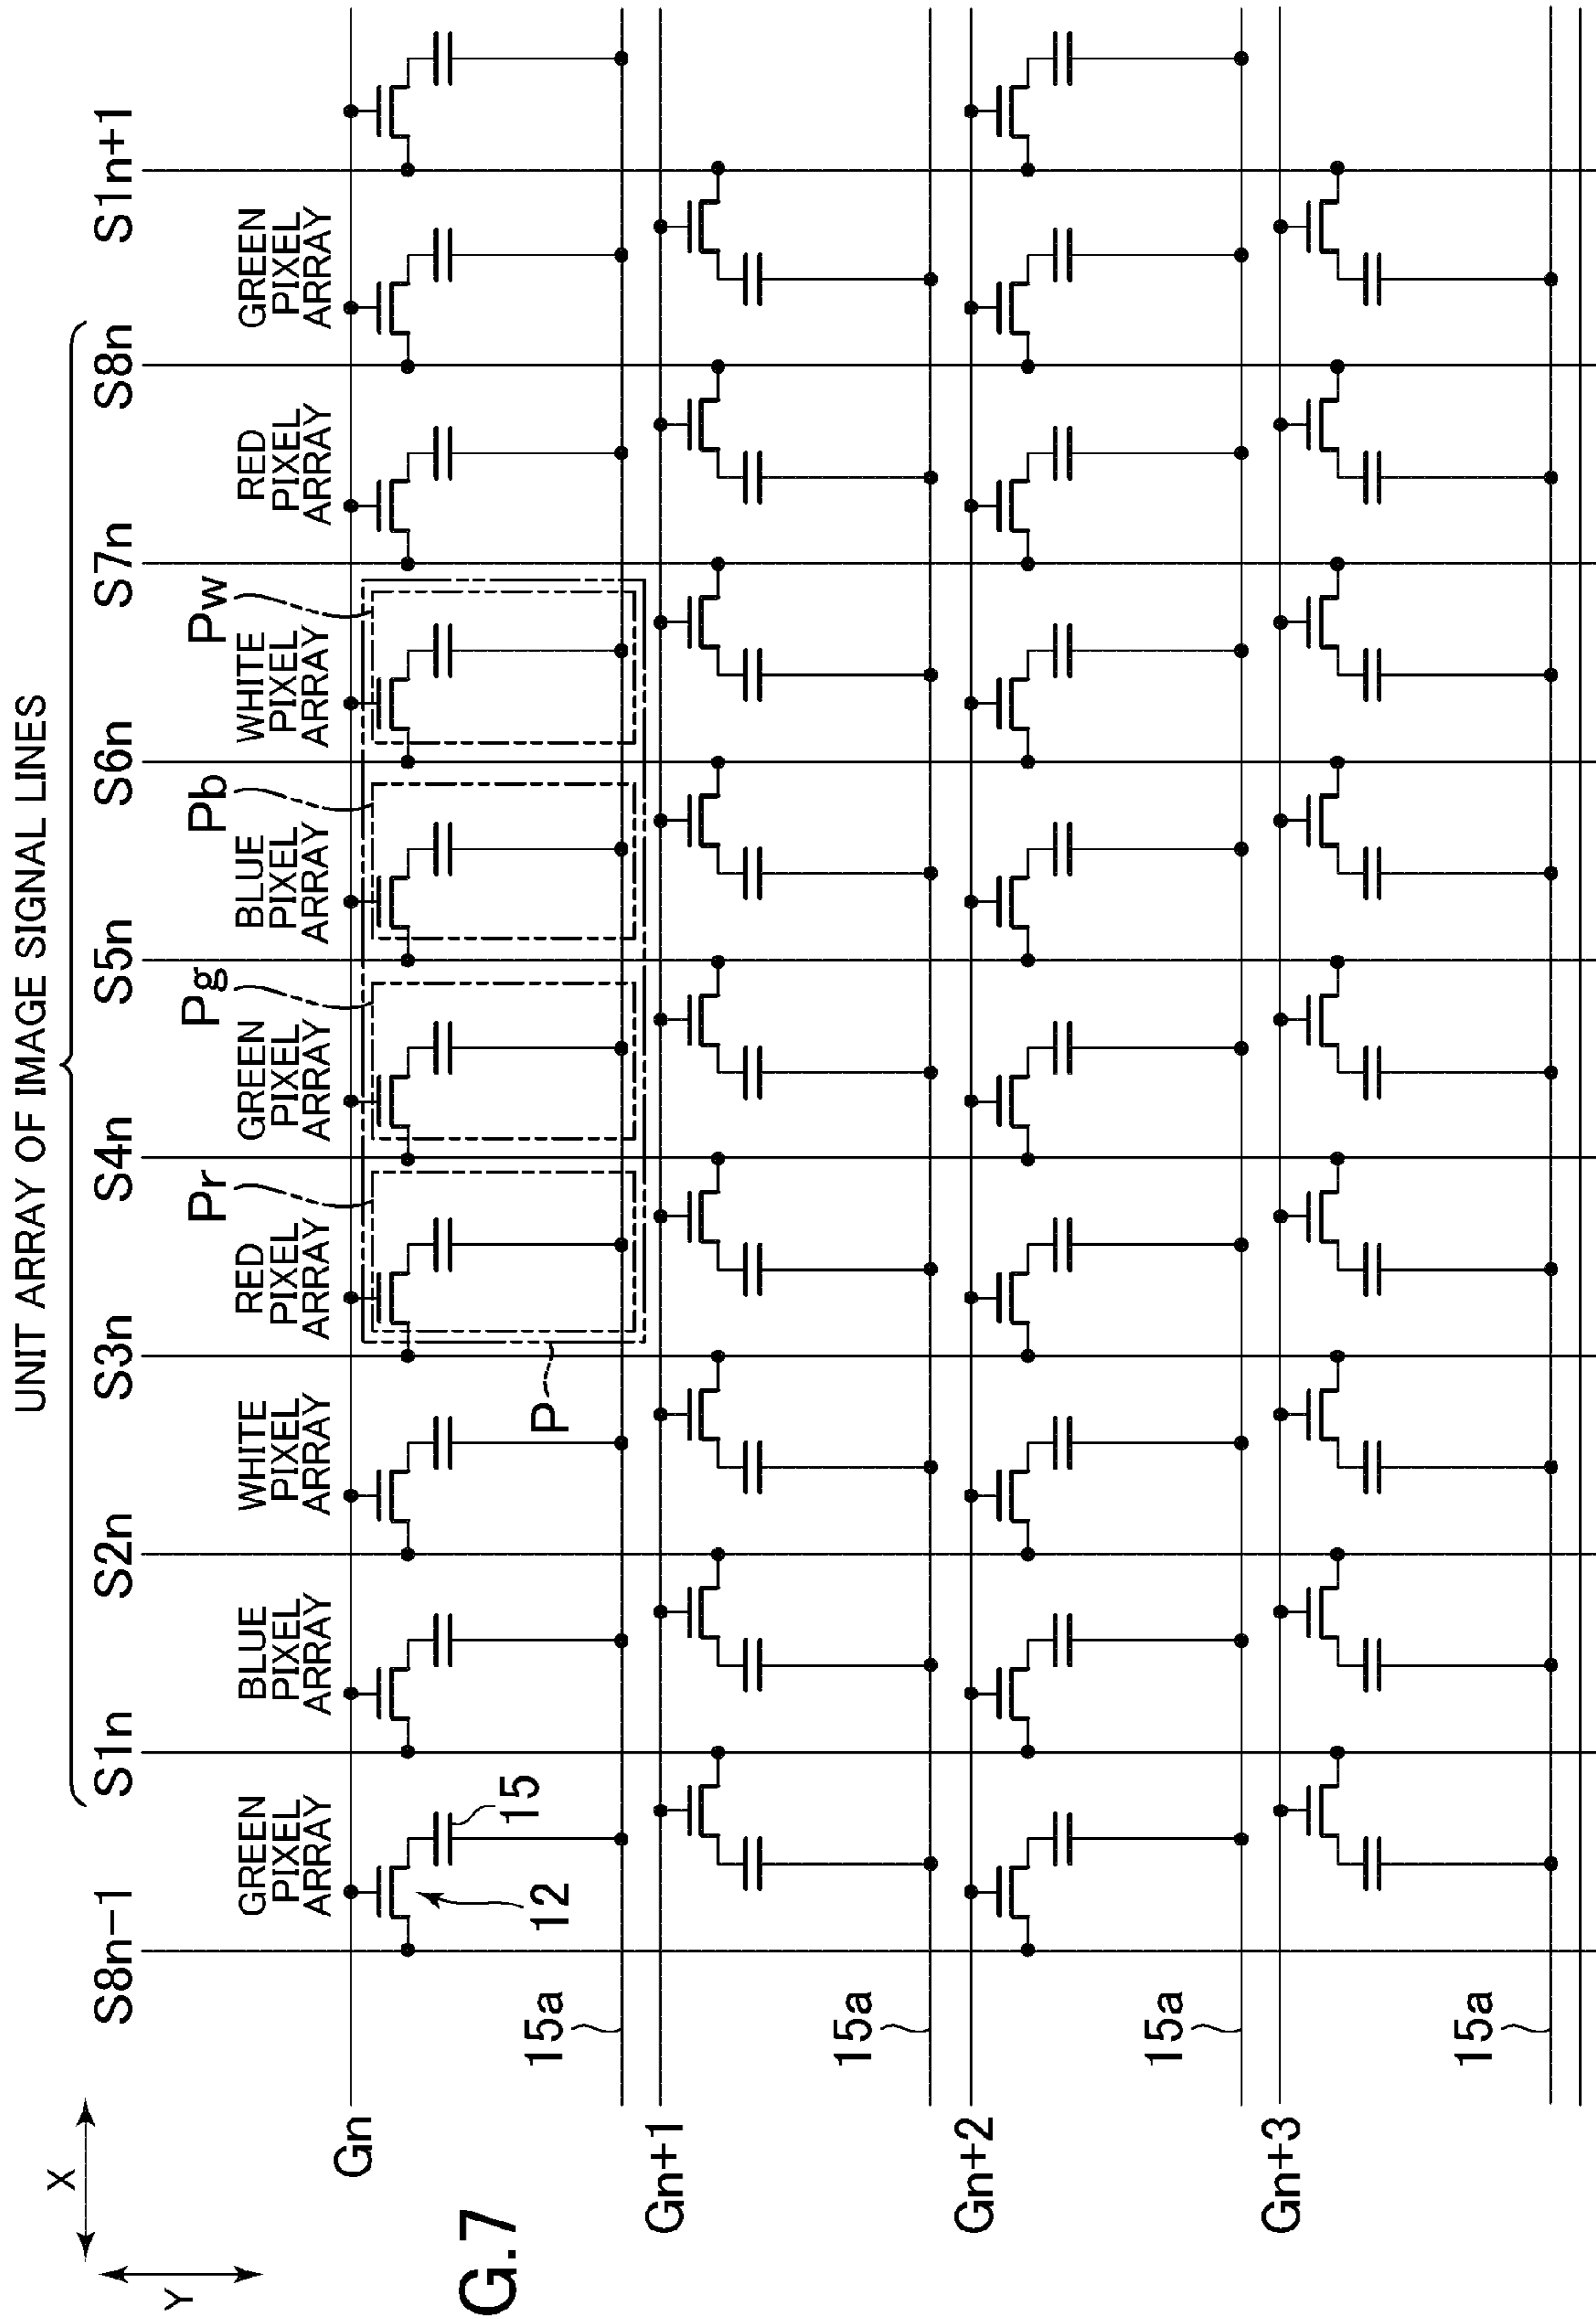 UNIT ARRAY OF IMAGE SIGNAL LINES
S8n-1
S1n
S2n
S3n
S4n
S5n
S6n
S7n
S8n
S1n+1
GREEN
PIXEL
ARRAY
BLUE
PIXEL
ARRAY
WHITE
PIXEL
ARRAY
RED
PIXEL
ARRAY
GREEN
PIXEL
ARRAY
BLUE
PIXEL
ARRAY
WHITE
PIXEL
ARRAY
RED
PIXEL
ARRAY
GREEN
PIXEL
ARRAY
Pr
Pg
Pb
Pw
P
X
Y
G.7
Gn
12
15
15a
Gn+1
15a
Gn+2
15a
Gn+3
15a